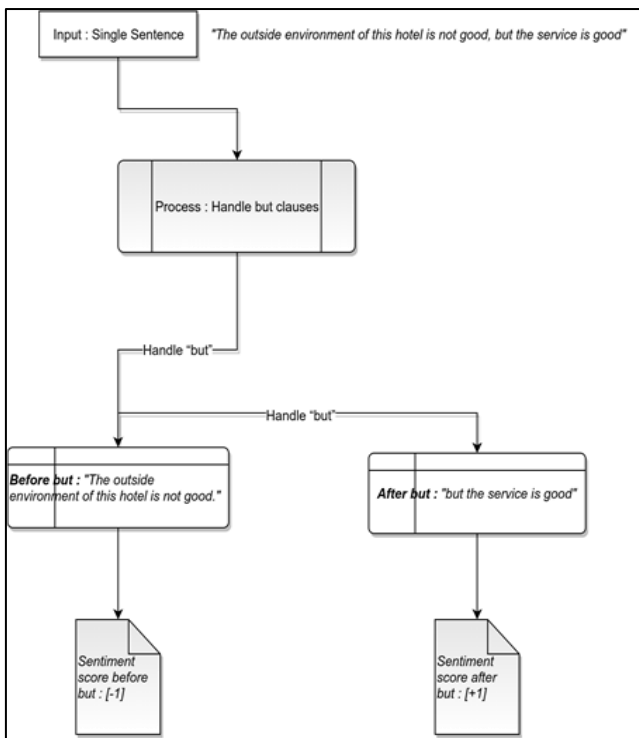 Input : Single Sentence
"The outside environment of this hotel is not good, but the service is good"
Process : Handle but clauses
Handle “but”
Handle “but”
Before but : "The outside
environment of this hotel is not good."
After but : "but the service is good"
Sentiment
score before
but : [-1]
Sentiment
score after
but : [+1]